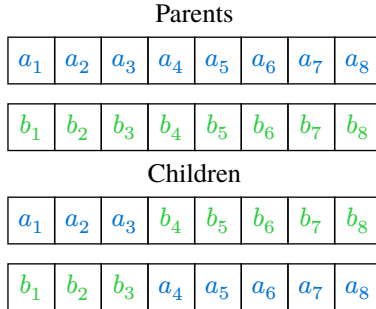 Parents
a₁ a₂ a₃ a₄ a₅ a₆ a₇ a₈
b₁ b₂ b₃ b₄ b₅ b₆ b₇ b₈
Children
a₁ a₂ a₃ b₄ b₅ b₆ b₇ b₈
b₁ b₂ b₃ a₄ a₅ a₆ a₇ a₈